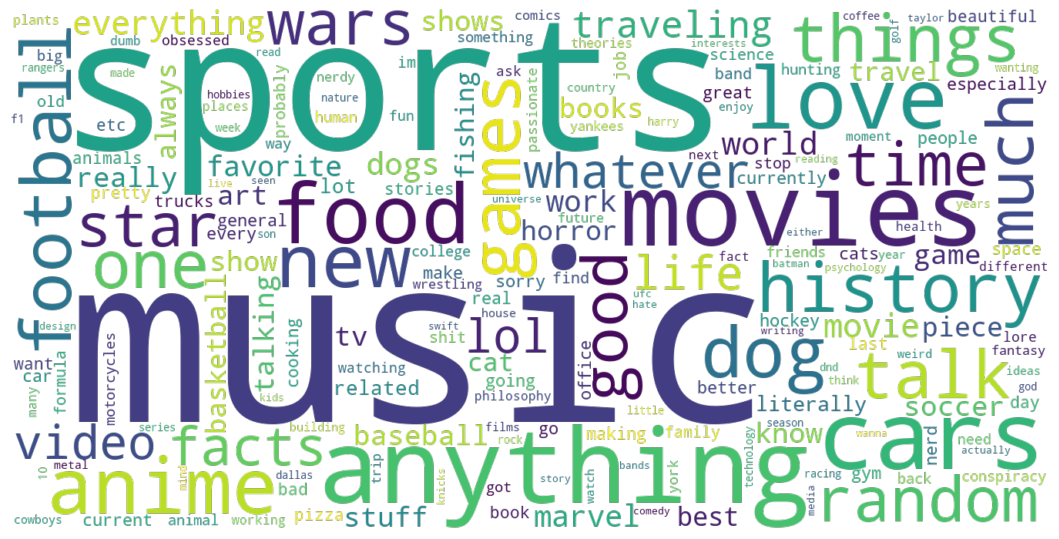 plants
everything
wars
shows
comics
traveling
things
coffee
golf
taylor
beautiful
big
dumb
obsessed
sports
something
theories
job
science
interests
wanting
rangers
made
read
im
band
hunting
travel
especially
football
old
always
hobbies
places
probably
nerdy
nature
fishing
ask
passionate
country
books
great
enjoy
love
f1
etc
week
human
fun
yankees
harry
moment
people
much
animals
way
games
world
time
really
favorite
dogs
whatever
next
stop
reading
pretty
live
seen
lot
stories
currently
trucks
art
star
food
universe
work
movies
years
general
every
son
future
either
health
horror
one
show
new
college
make
wrestling
sorry
find
fact
friends
cats
year
game
space
different
talking
real
good
life
batman
psychology
history
design
basketball
music
house
ufc
hate
hockey
writing
tv
swift
shit
lol
dog
movie
piece
lore
fantasy
want
car
motorcycles
cooking
watching
cat
office
last
weird
ideas
formula
related
going
philosophy
better
dnd
think
talk
god
many
kids
little
literally
soccer
day
series
building
films
go
making
family
season
cars
video
facts
baseball
rock
know
wanna
nerd
need
actually
metal
mind
trip
anything
york
technology
10
anime
dallas
bad
knicks
got
story
watch
bands
racing
gym
back
conspiracy
media
random
cowboys
current
animal
working
pizza
stuff
book
marvel
comedy
best